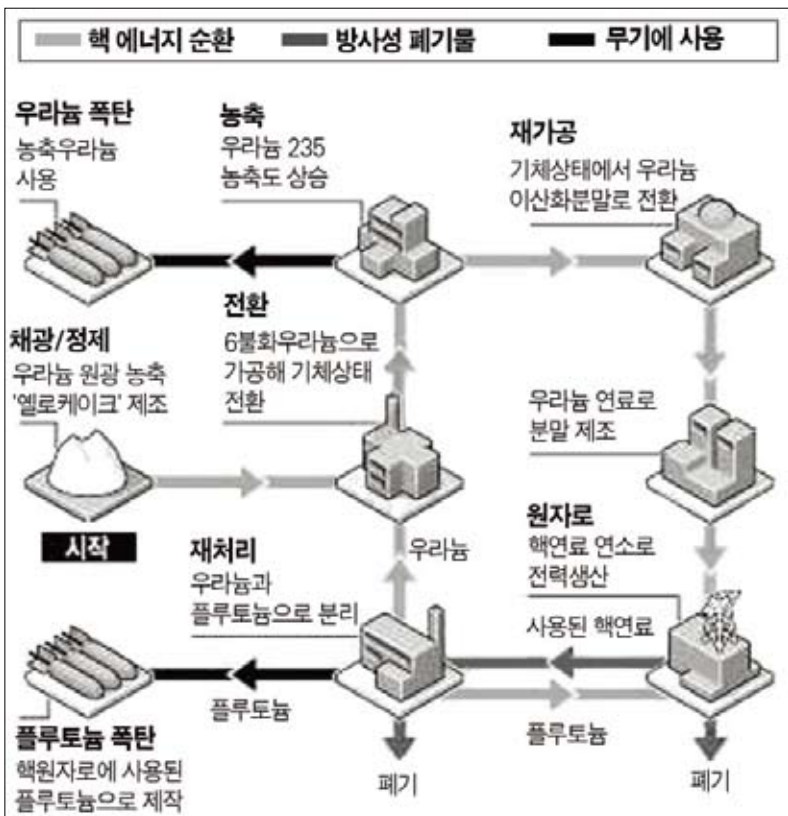 핵 에너지 순환
방사성 폐기물
무기에 사용
우라늄 폭탄
농축우라늄
사용
농축
우라늄 235
농축도 상승
재가공
기체상태에서 우라늄
이산화분말로 전환
채광/정제
우라늄 원광 농축
'옐로케이크' 제조
전환
6불화우라늄으로
가공해 기체상태
전환
우라늄 연료로
분말 제조
시작
재처리
우라늄과
플루토늄으로 분리
우라늄
원자로
핵연료 연소로
전력생산
사용된 핵연료
플루토늄
플루토늄
플루토늄 폭탄
핵원자로에 사용된
플루토늄으로 제작
폐기
폐기